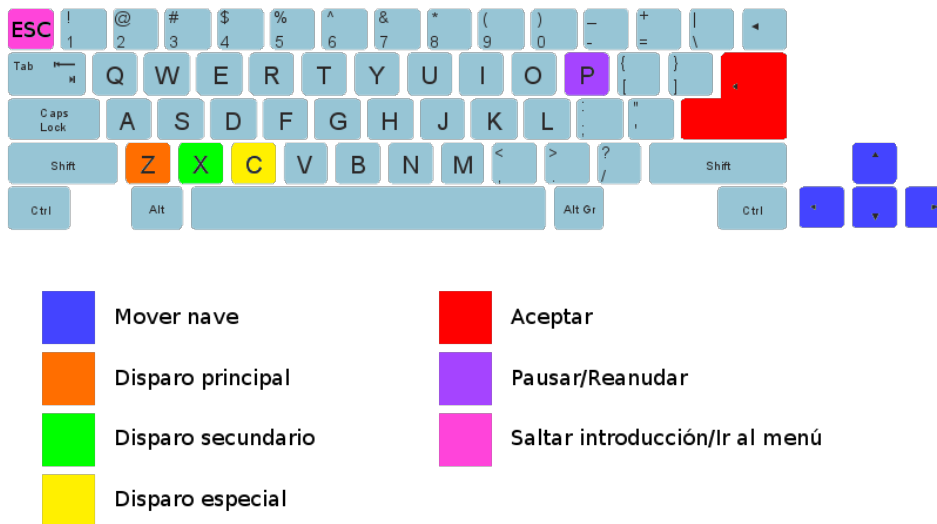 ESC ! 1 @ 2 # 3 $ 4 % 5 ^ 6 & 7 * 8 ( 9 ) 0 _ - + = | \
Tab Q W E R T Y U I O P { [ } ]
Caps Lock A S D F G H J K L : ; " '
Shift Z X C V B N M < , > . ? / Shift
Ctrl Alt Alt Gr Ctrl
Mover nave
Aceptar
Disparo principal
Pausar/Reanudar
Disparo secundario
Saltar introducción/Ir al menú
Disparo especial